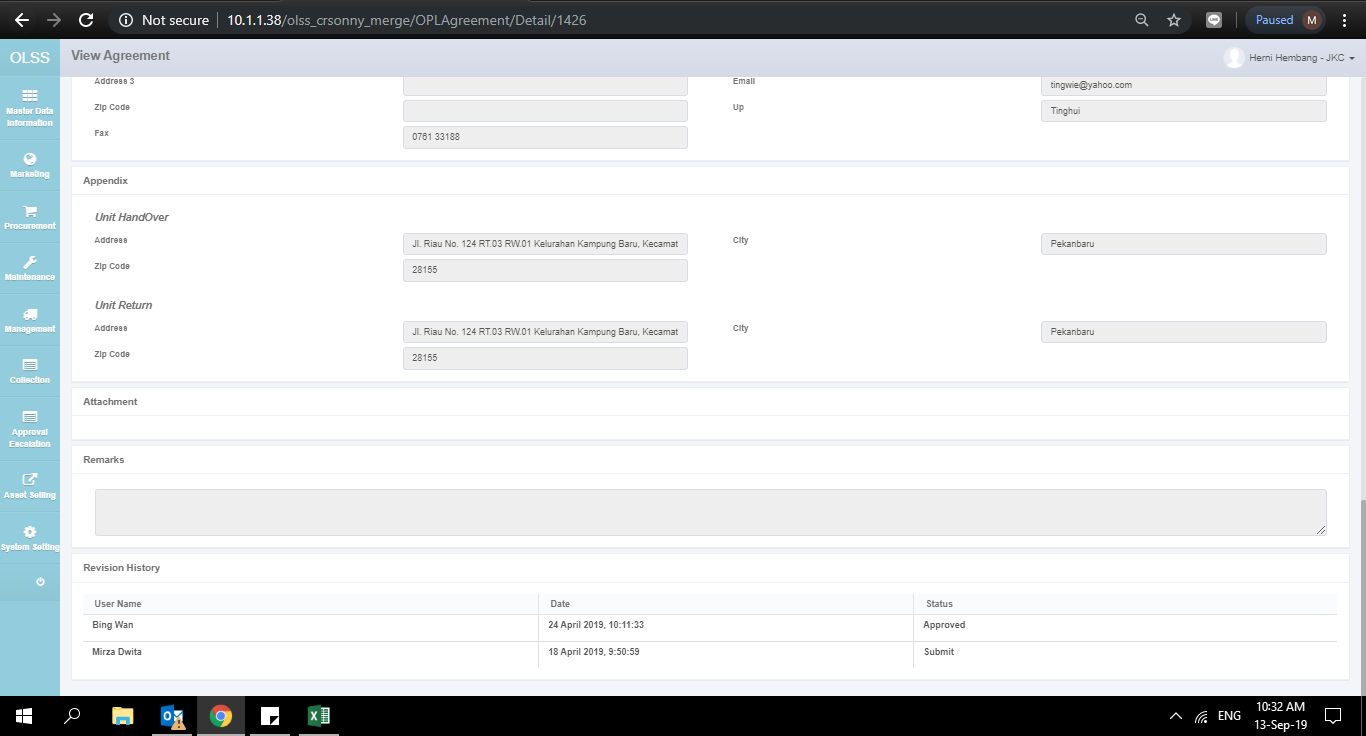 Not secure
10.1.1.38/olss_crsonny_merge/OPLAgreement/Detail/1426
Paused
M
OLSS
View Agreement
Herni Hembang - JKC
Master Data
Information
Marketing
Procurement
Maintenance
Management
Collection
Approval
Escalation
Asset Selling
System Setting
Address 3
Email
tingwie@yahoo.com
Zip Code
Up
Tinghui
Fax
0761 33188
Appendix
Unit HandOver
Address
Jl. Riau No. 124 RT.03 RW.01 Kelurahan Kampung Baru, Kecamat
City
Pekanbaru
Zip Code
28155
Unit Return
Address
Jl. Riau No. 124 RT.03 RW.01 Kelurahan Kampung Baru, Kecamat
City
Pekanbaru
Zip Code
28155
Attachment
Remarks
Revision History
User Name
Date
Status
Bing Wan
24 April 2019, 10:11:33
Approved
Mirza Dwita
18 April 2019, 9:50:59
Submit
ENG
10:32 AM
13-Sep-19